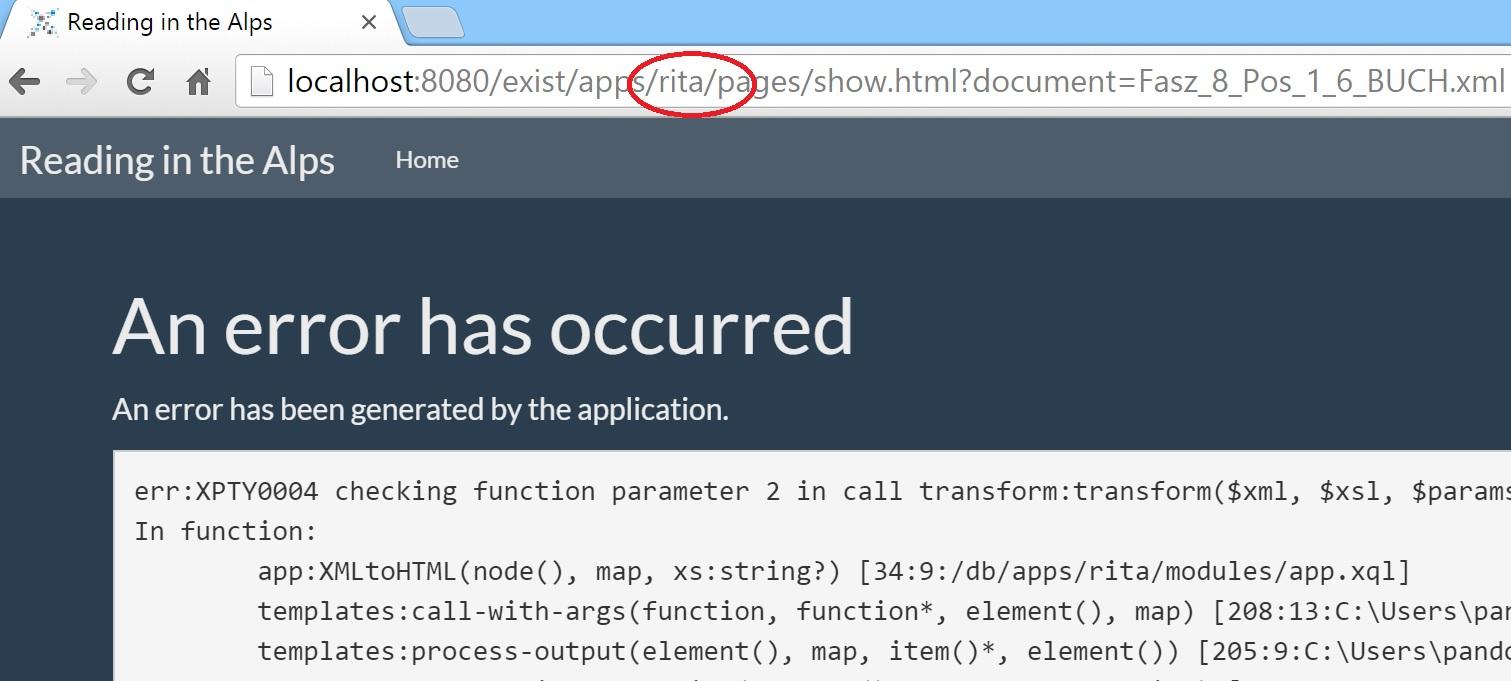 Reading in the Alps
localhost:8080/exist/apps/rita/pages/show.html?document=Fasz_8_Pos_1_6_BUCH.xml
Reading in the Alps Home
An error has occurred
An error has been generated by the application.
err:XPTY0004 checking function parameter 2 in call transform:transform($xml, $xsl, $params
In function:
app:XMLtoHTML(node(), map, xs:string?) [34:9:/db/apps/rita/modules/app.xql]
templates:call-with-args(function, function*, element(), map) [208:13:C:\Users\pan
templates:process-output(element(), map, item()*, element()) [205:9:C:\Users\pando